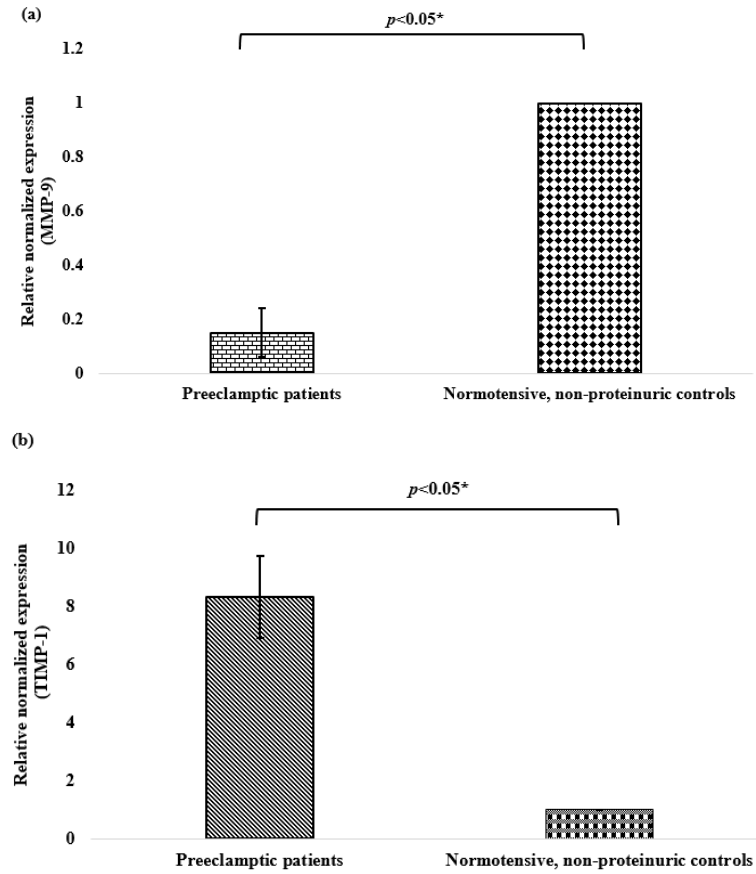 (a)
p<0.05*
1.2
1
0.8
0.6
0.4
0.2
0
Relative normalized expression
(MMP-9)
Preeclamptic patients
Normotensive, non-proteinuric controls
(b)
p<0.05*
12
10
8
6
4
2
0
Relative normalized expression
(TIMP-1)
Preeclamptic patients
Normotensive, non-proteinuric controls